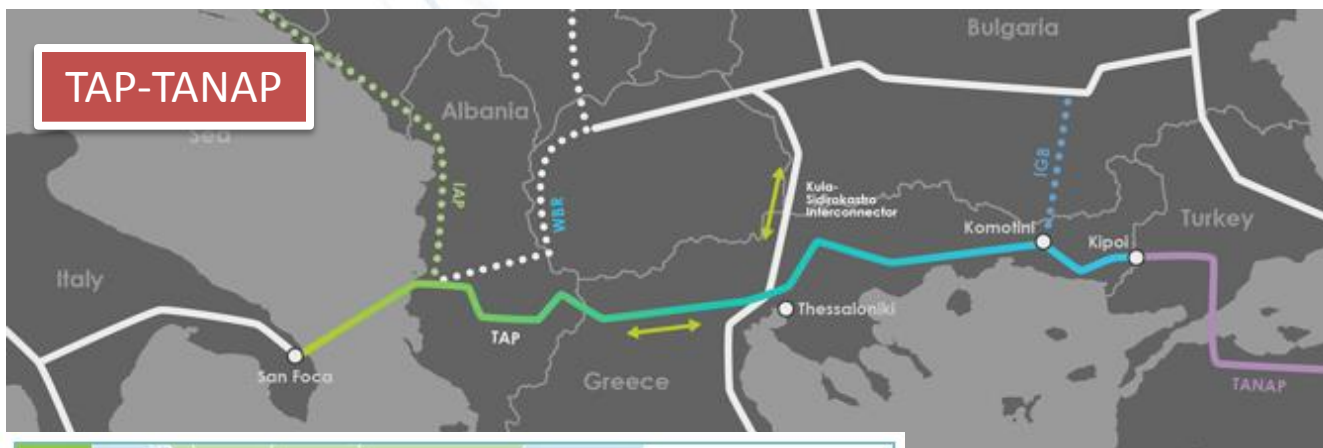 TAP-TANAP
Sea
Albania
Bulgaria
IAP
WBR
Kula-
Sidirokastro
Interconnector
IGB
Komotini
Kipoi
Turkey
Italy
San Foca
TAP
Thessaloniki
Greece
TANAP